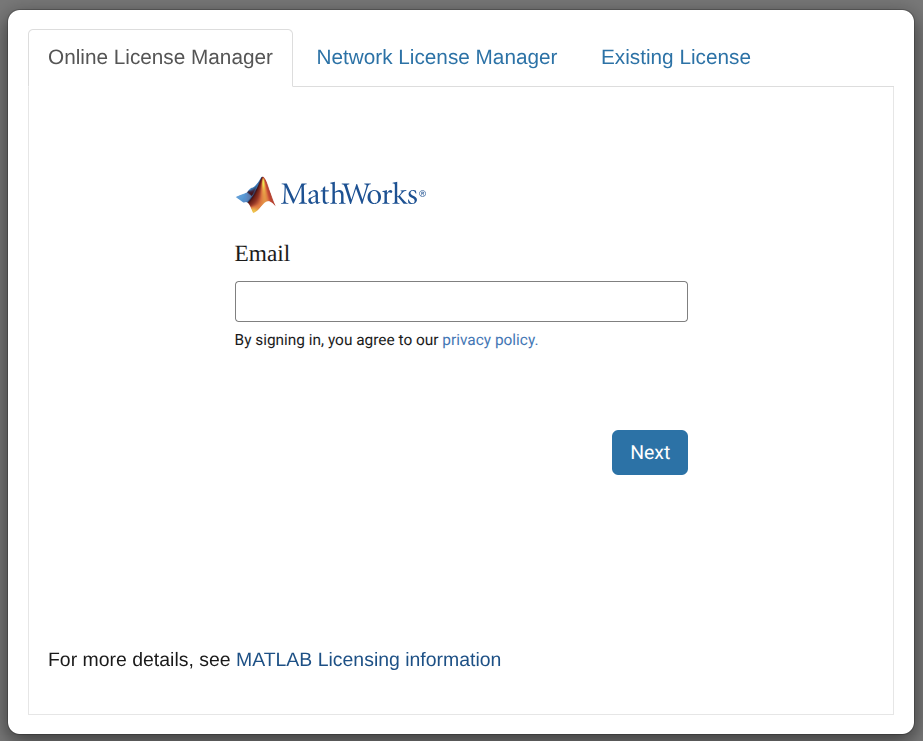 Online License Manager Network License Manager Existing License
MathWorks®
Email
By signing in, you agree to our privacy policy.
Next
For more details, see MATLAB Licensing information